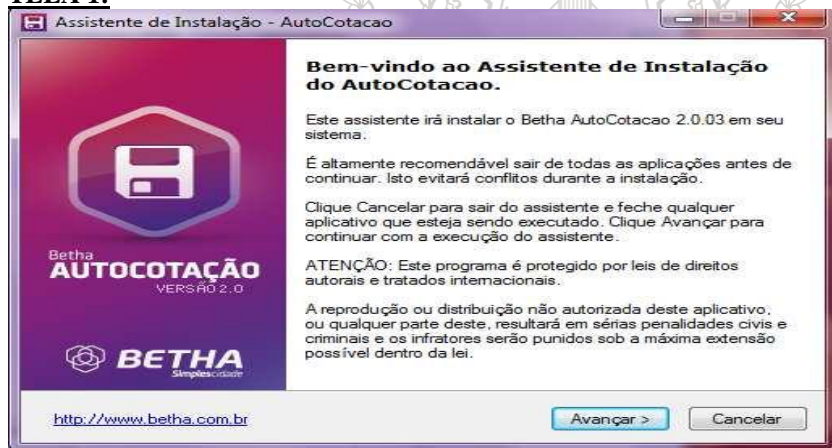 TELA 1:
Assistente de Instalação - AutoCotacao
Bem-vindo ao Assistente de Instalação
do AutoCotacao.
Este assistente irá instalar o Betha AutoCotacao 2.0.03 em seu
sistema.
É altamente recomendável sair de todas as aplicações antes de
continuar. Isto evitará conflitos durante a instalação.
Clique Cancelar para sair do assistente e feche qualquer
aplicativo que esteja sendo executado. Clique Avançar para
continuar com a execução do assistente.
ATENÇÃO: Este programa é protegido por leis de direitos
autorais e tratados internacionais.
A reprodução ou distribuição não autorizada deste aplicativo,
ou qualquer parte deste, resultará em sérias penalidades civis e
criminais e os infratores serão punidos sob a máxima extensão
possível dentro da lei.
Betha
AUTOCOTAÇÃO
VERSÃO 2.0
BETHA
Simplescidade
http://www.betha.com.br
Avançar >
Cancelar